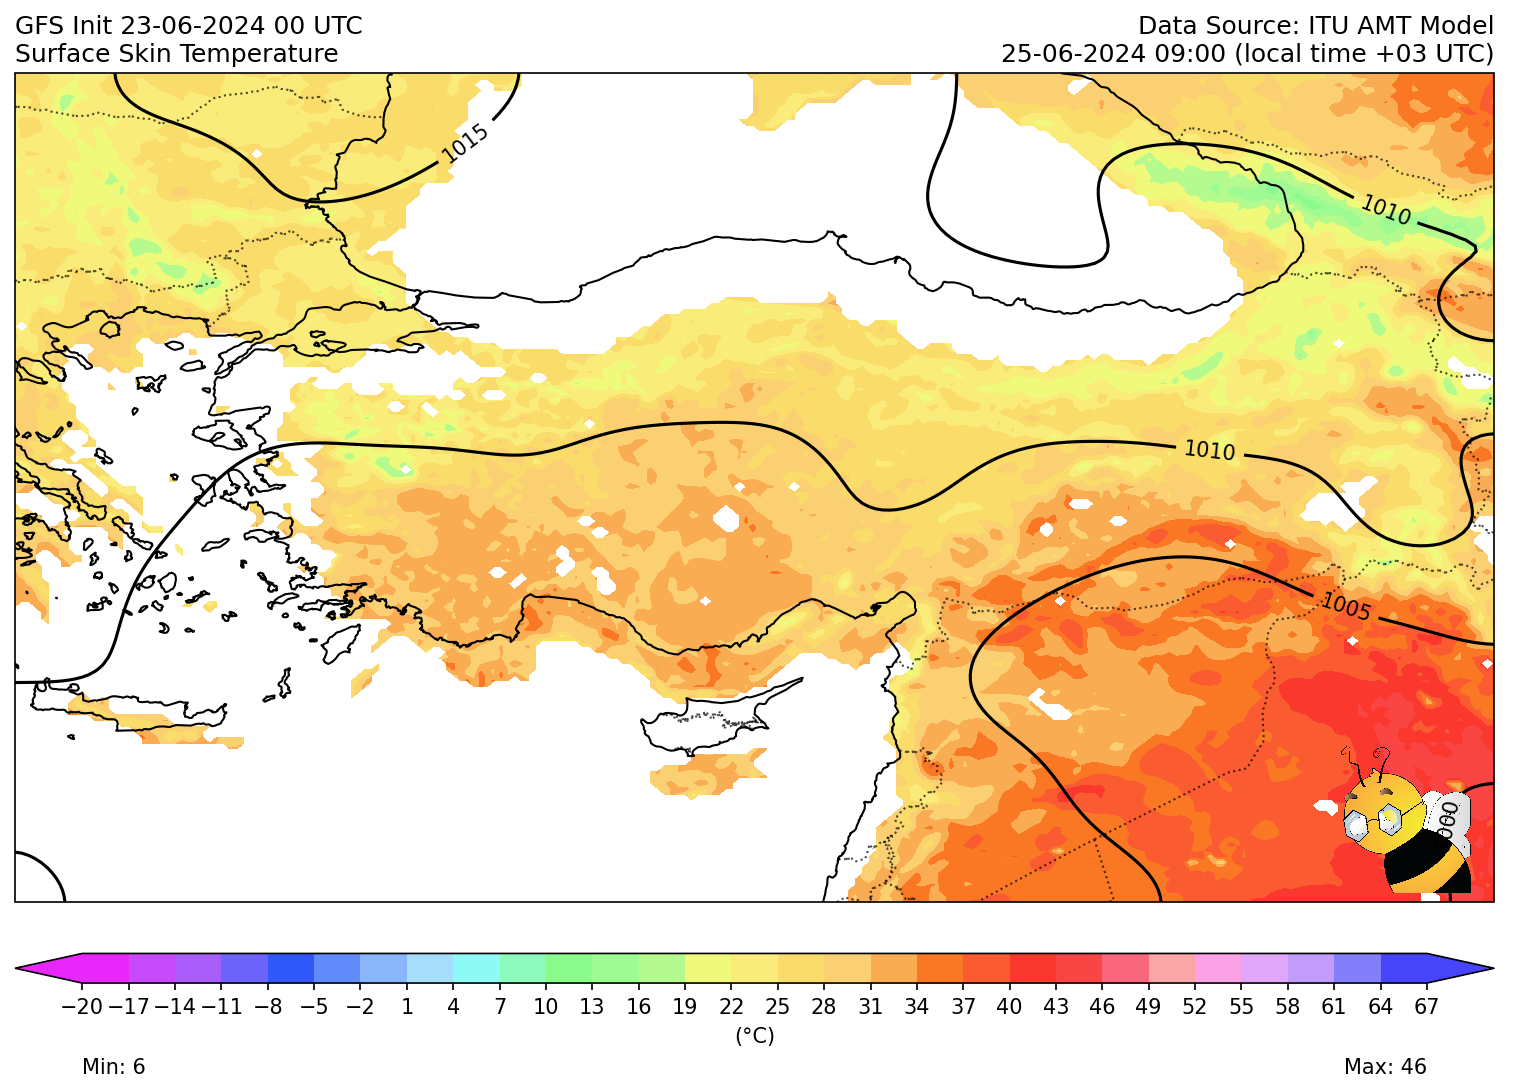 GFS Init 23-06-2024 00 UTC
Surface Skin Temperature
Data Source: ITU AMT Model
25-06-2024 09:00 (local time +03 UTC)
1015
1010
1010
1005
000
−20 −17 −14 −11 −8 −5 −2 1 4 7 10 13 16 19 22 25 28 31 34 37 40 43 46 49 52 55 58 61 64 67
(°C)
Min: 6
Max: 46